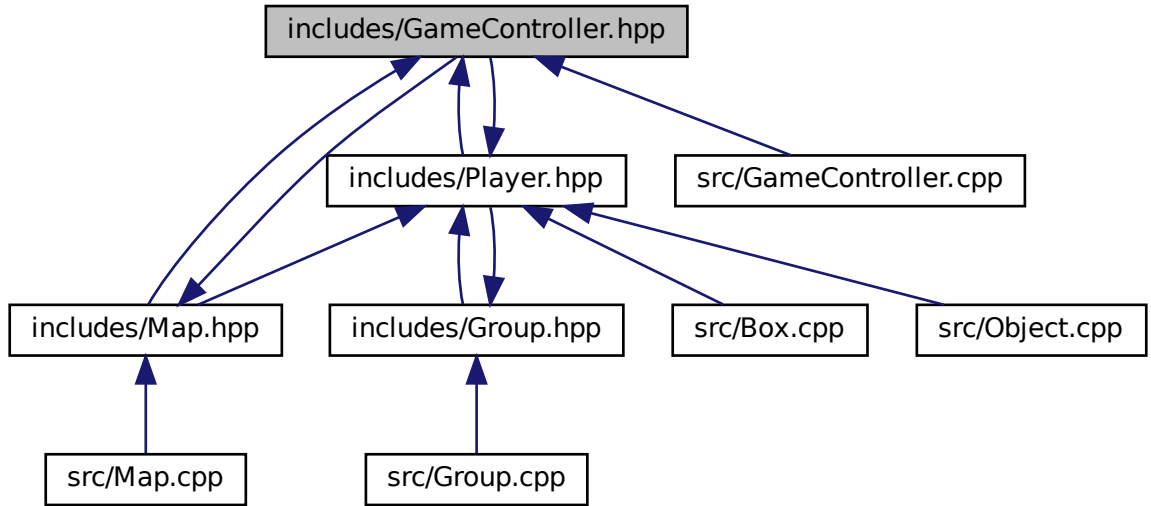 includes/GameController.hpp
includes/Player.hpp
src/GameController.cpp
includes/Map.hpp
includes/Group.hpp
src/Box.cpp
src/Object.cpp
src/Map.cpp
src/Group.cpp